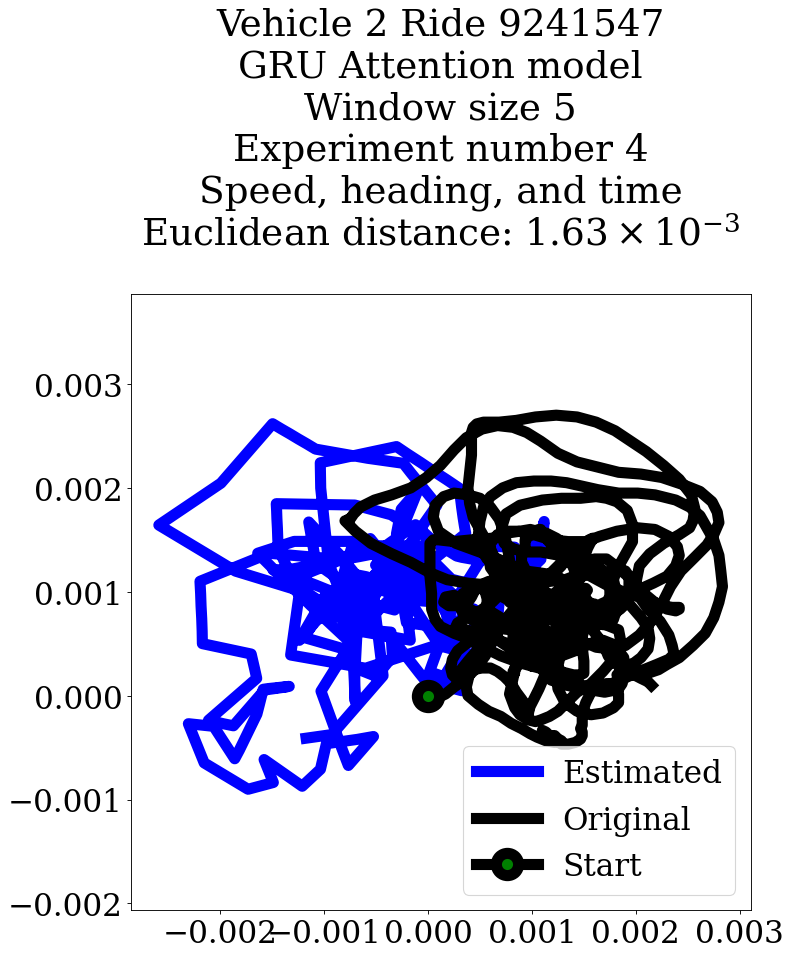 Vehicle 2 Ride 9241547
GRU Attention model
Window size 5
Experiment number 4
Speed, heading, and time
Euclidean distance: 1.63 × 10⁻³
0.003
0.002
0.001
0.000
−0.001
−0.002
Estimated
Original
Start
−0.002 −0.001 0.000 0.001 0.002 0.003